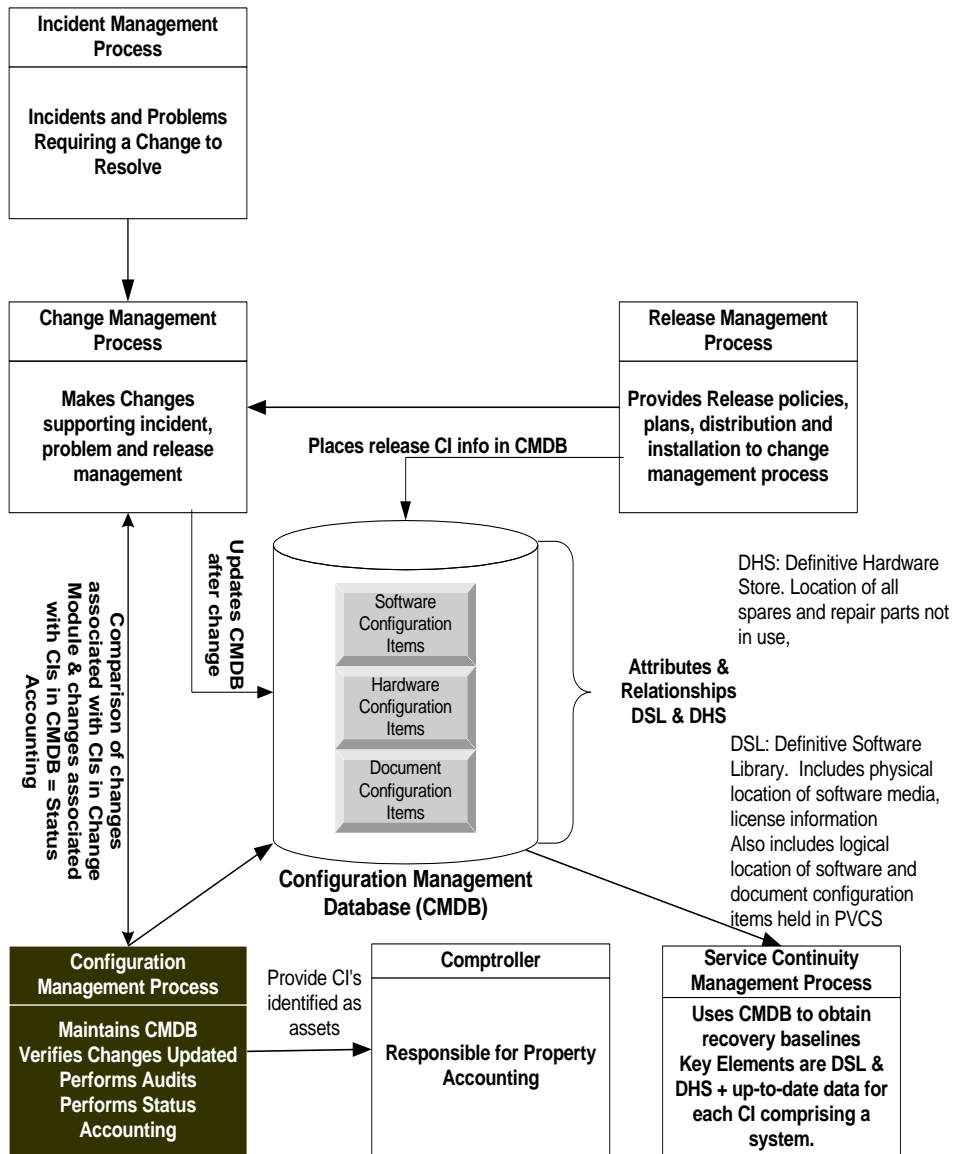 Incident Management
Process
Incidents and Problems
Requiring a Change to
Resolve
Change Management
Process
Makes Changes
supporting incident,
problem and release
management
Release Management
Process
Provides Release policies,
plans, distribution and
installation to change
management process
Places release CI info in CMDB
Updates CMDB
after change
Comparison of changes
associated with CIs in Change
Module & changes associated
with CIs in CMDB = Status
Accounting
Software
Configuration
Items
Hardware
Configuration
Items
Document
Configuration
Items
Configuration Management
Database (CMDB)
Attributes &
Relationships
DSL & DHS
DHS: Definitive Hardware
Store. Location of all
spares and repair parts not
in use,
DSL: Definitive Software
Library. Includes physical
location of software media,
license information
Also includes logical
location of software and
document configuration
items held in PVCS
Configuration
Management Process
Maintains CMDB
Verifies Changes Updated
Performs Audits
Performs Status
Accounting
Provide CI's
identified as
assets
Comptroller
Responsible for Property
Accounting
Service Continuity
Management Process
Uses CMDB to obtain
recovery baselines
Key Elements are DSL &
DHS + up-to-date data for
each CI comprising a
system.